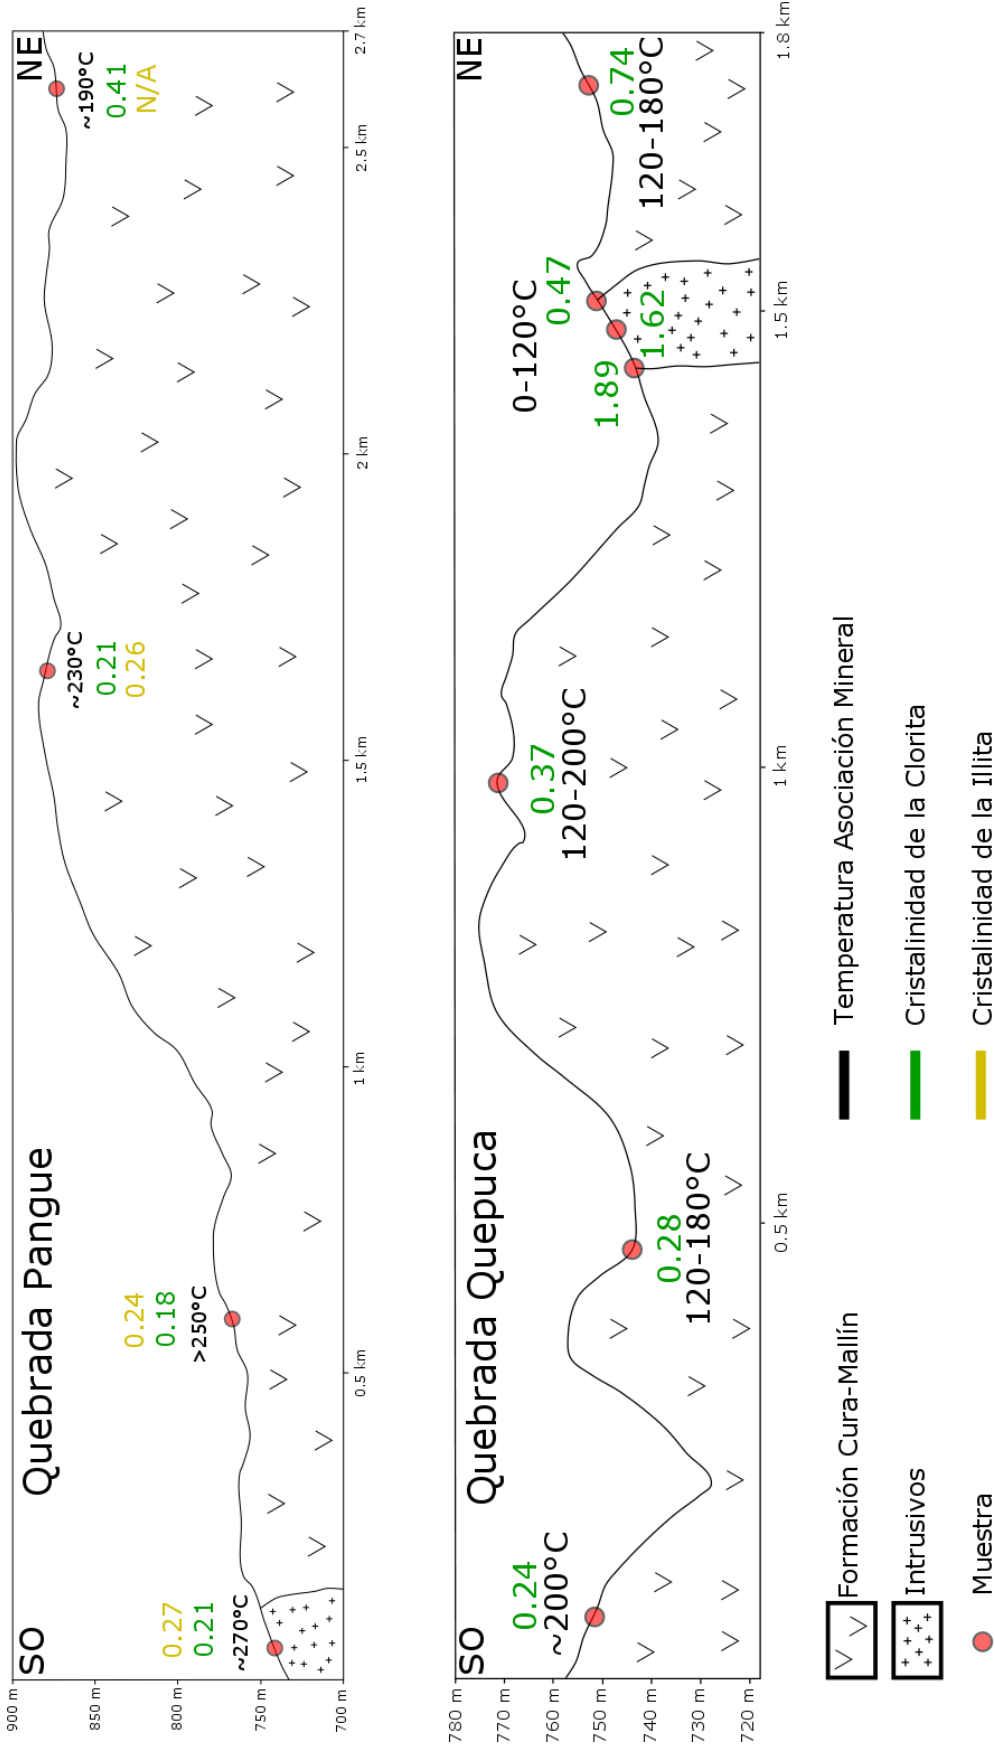 Quebrada Pangue
SO
NE
900 m
850 m
800 m
750 m
700 m
0.27
0.21
~270°C
0.24
0.18
>250°C
~230°C
0.21
0.26
~190°C
0.41
N/A
0.5 km
1 km
1.5 km
2 km
2.5 km
2.7 km
Quebrada Quepuca
SO
NE
780 m
770 m
760 m
750 m
740 m
730 m
720 m
0.24
~200°C
0.28
120-180°C
0.37
120-200°C
0-120°C
1.89
1.62
0.47
0.74
120-180°C
0.5 km
1 km
1.5 km
1.8 km
Formación Cura-Mallín
Intrusivos
Muestra
Temperatura Asociación Mineral
Cristalinidad de la Clorita
Cristalinidad de la Illita